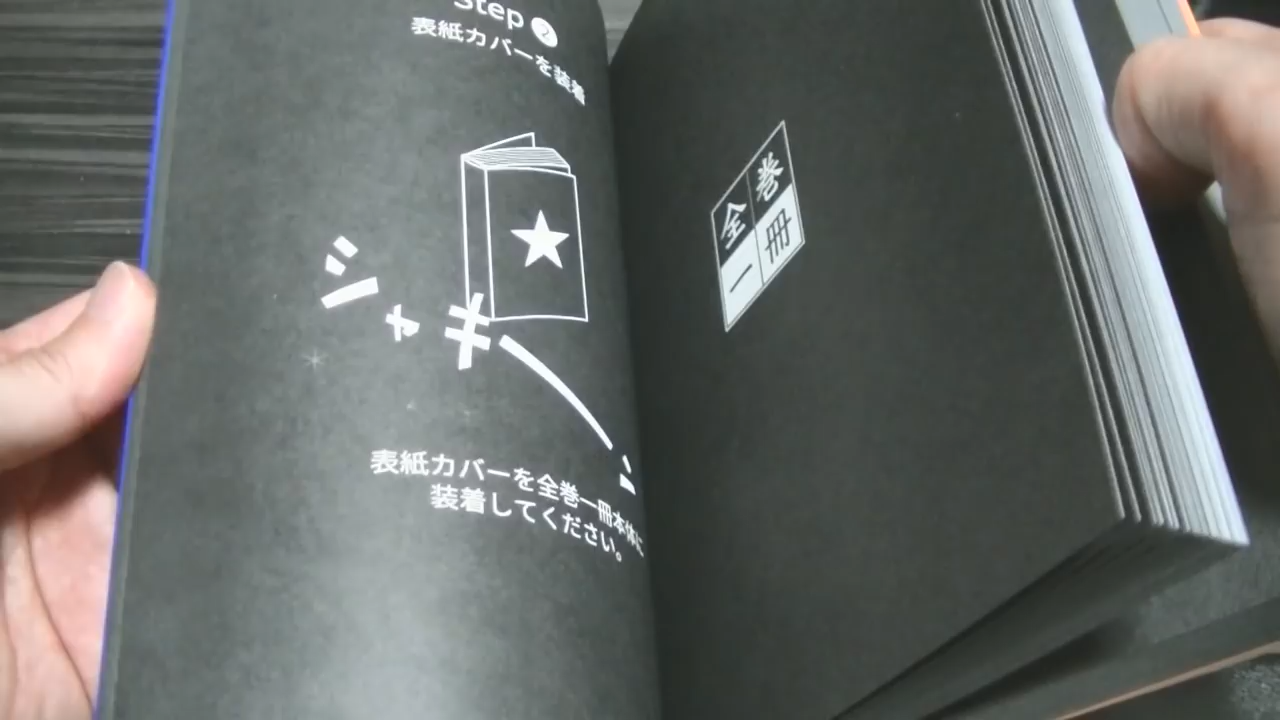 Step 2
表紙カバーを装着
ジャキーン
表紙カバーを全巻一冊本体に
装着してください。
全巻
一冊